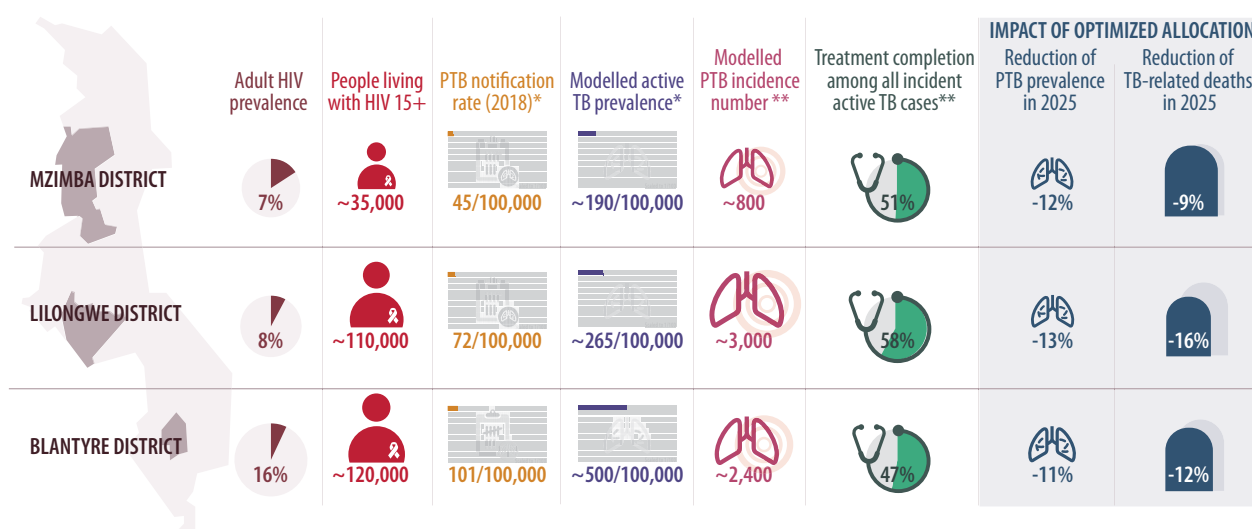 IMPACT OF OPTIMIZED ALLOCATION
Adult HIV
prevalence
People living
with HIV 15+
PTB notification
rate (2018)*
Modelled active
TB prevalence*
Modelled
PTB incidence
number **
Treatment completion
among all incident
active TB cases**
Reduction of
PTB prevalence
in 2025
Reduction of
TB-related deaths
in 2025
MZIMBA DISTRICT
7%
~35,000
45/100,000
~190/100,000
~800
51%
-12%
-9%
LILONGWE DISTRICT
8%
~110,000
72/100,000
~265/100,000
~3,000
58%
-13%
-16%
BLANTYRE DISTRICT
16%
~120,000
101/100,000
~500/100,000
~2,400
47%
-11%
-12%